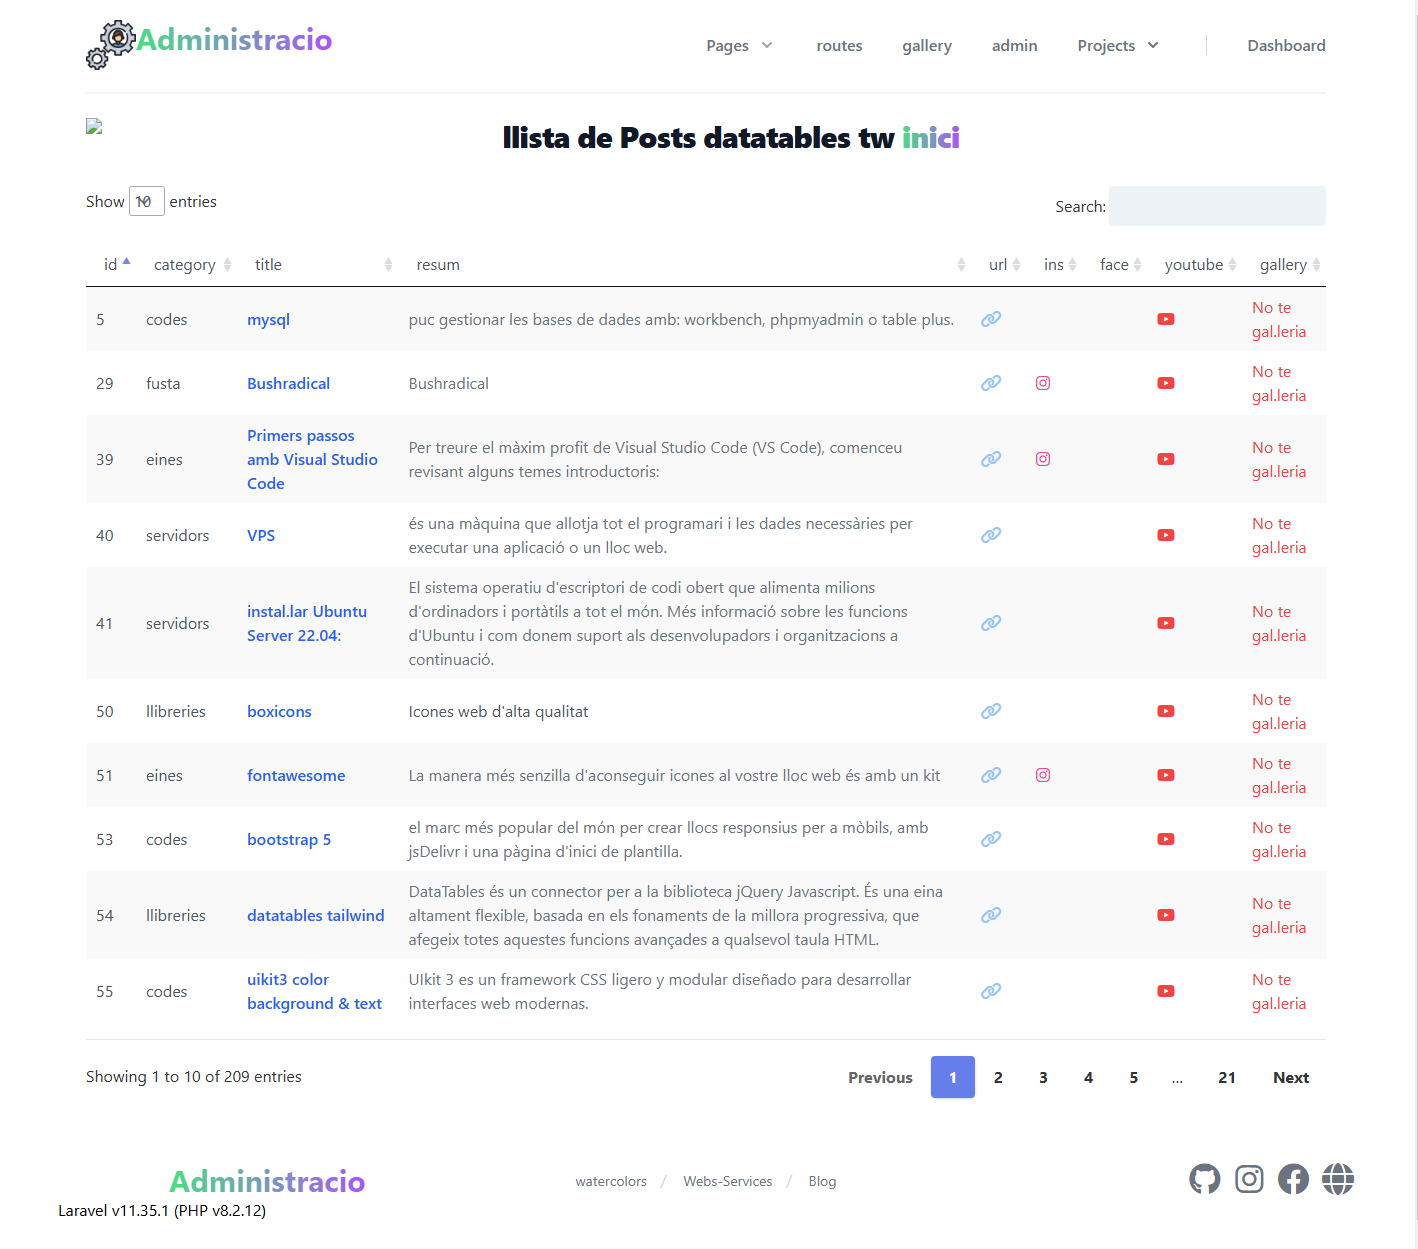 Administracio
Pages routes gallery admin Projects Dashboard
llista de Posts datatables tw inici
Show 10 entries
Search:
id category title resum url ins face youtube gallery
5 codes mysql puc gestionar les bases de dades amb: workbench, phpmyadmin o table plus. No te
gal.leria
29 fusta Bushradical Bushradical No te
gal.leria
39 eines Primers passos
amb Visual Studio
Code
Per treure el màxim profit de Visual Studio Code (VS Code), comenceu
revisant alguns temes introductoris:
No te
gal.leria
40 servidors VPS
és una màquina que allotja tot el programari i les dades necessàries per
executar una aplicació o un lloc web.
No te
gal.leria
41 servidors instal.lar Ubuntu
Server 22.04:
El sistema operatiu d'escriptori de codi obert que alimenta milions
d'ordinadors i portàtils a tot el món. Més informació sobre les funcions
d'Ubuntu i com donem suport als desenvolupadors i organitzacions a
continuació.
No te
gal.leria
50 llibreries boxicons Icones web d'alta qualitat No te
gal.leria
51 eines fontawesome La manera més senzilla d'aconseguir icones al vostre lloc web és amb un kit No te
gal.leria
53 codes bootstrap 5
el marc més popular del món per crear llocs responsius per a mòbils, amb
jsDelivr i una pàgina d'inici de plantilla.
No te
gal.leria
54 llibreries datatables tailwind
DataTables és un connector per a la biblioteca jQuery Javascript. És una eina
altament flexible, basada en els fonaments de la millora progressiva, que
afegeix totes aquestes funcions avançades a qualsevol taula HTML.
No te
gal.leria
55 codes uikit3 color
background & text
UIkit 3 es un framework CSS ligero y modular diseñado para desarrollar
interfaces web modernas.
No te
gal.leria
Showing 1 to 10 of 209 entries
Previous 1 2 3 4 5 ... 21 Next
Administracio
watercolors / Webs-Services / Blog
Laravel v11.35.1 (PHP v8.2.12)